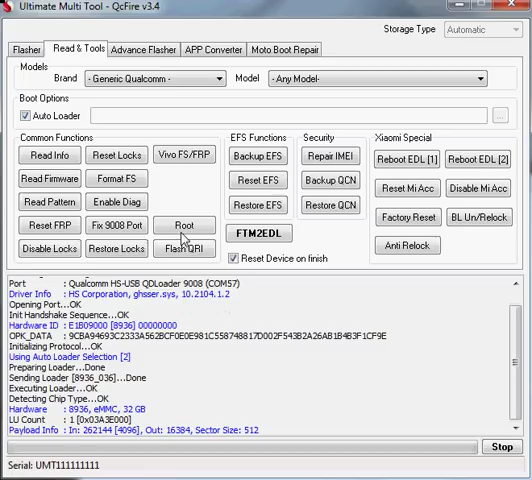 Ultimate Multi Tool - QcFire v3.4
Storage Type Automatic
Flasher Read & Tools Advance Flasher APP Converter Moto Boot Repair
Models
Brand - Generic Qualcomm - Model - Any Model-
Boot Options
Auto Loader ...
Common Functions EFS Functions Security Xiaomi Special
Read Info Reset Locks Vivo FS/FRP Backup EFS Repair IMEI Reboot EDL [1] Reboot EDL [2]
Read Firmware Format FS Reset EFS Backup QCN Reset Mi Acc Disable Mi Acc
Read Pattern Enable Diag Restore EFS Restore QCN
Reset FRP Fix 9008 Port Root FTM2EDL Factory Reset BL Un/Relock
Disable Locks Restore Locks Flash QRI Reset Device on finish Anti Relock
Port : Qualcomm HS-USB QDLoader 9008 (COM57)
Driver Info : HS Corporation, ghsser.sys, 10.2104.1.2
Opening Port...OK
Init Handshake Sequence...OK
Hardware ID : E1B09000 [8936] 00000000
OPK_DATA : 9CBA94693C2333A562BCF0E0E981C558748817D002F543B2A26AB1B4B3F1CF9E
Initializing Protocol...OK
Using Auto Loader Selection [2]
Preparing Loader...Done
Sending Loader [8936_036]...Done
Executing Loader...OK
Detecting Chip Type...OK
Hardware : 8936, eMMC, 32 GB
LU Count : 1 [0x03A3E000]
Payload Info : In: 262144 [4096], Out: 16384, Sector Size: 512
Stop
Serial: UMT111111111